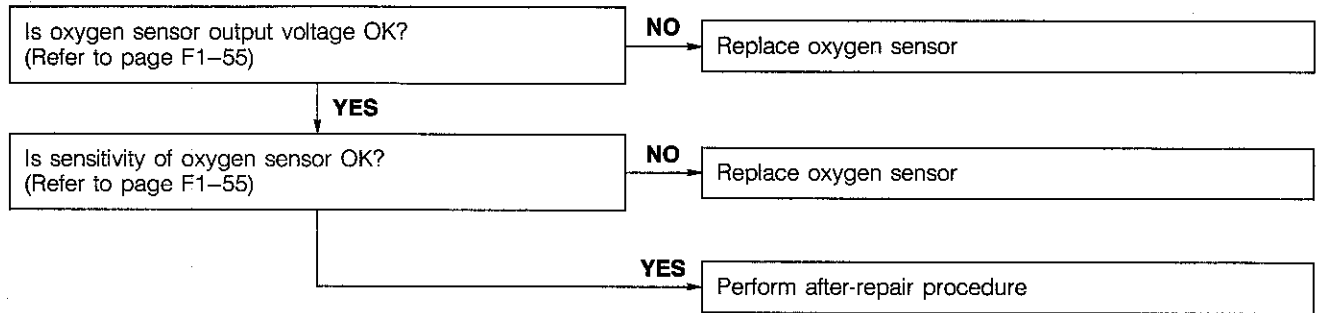 Is oxygen sensor output voltage OK?
(Refer to page F1–55)
NO
Replace oxygen sensor
YES
Is sensitivity of oxygen sensor OK?
(Refer to page F1–55)
NO
Replace oxygen sensor
YES
Perform after-repair procedure